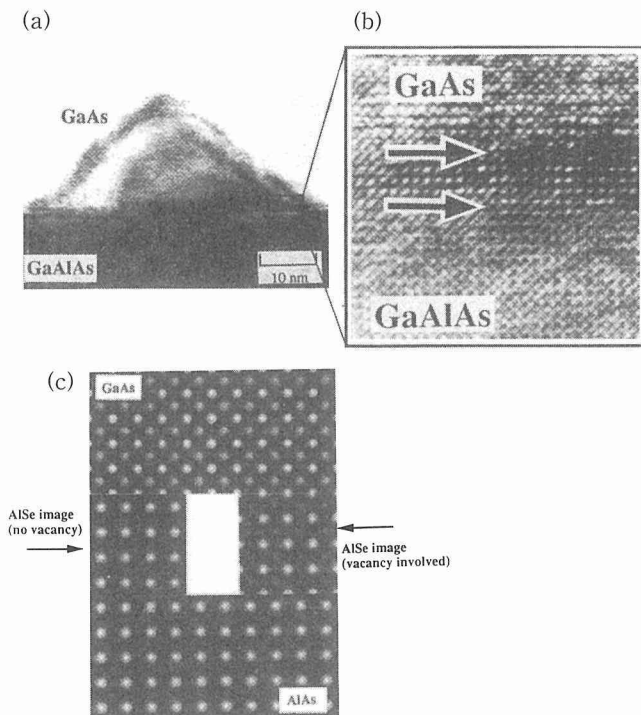 (a)
(b)
GaAs
GaAlAs
10 nm
GaAs
GaAlAs
(c)
GaAs
AlSe image
(no vacancy)
AlSe image
(vacancy involved)
AlAs